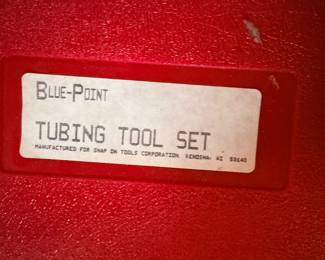 BLUE-POINT
TUBING TOOL SET
MANUFACTURED FOR SNAP ON TOOLS CORPORATION, KENOSHA, WI 53140